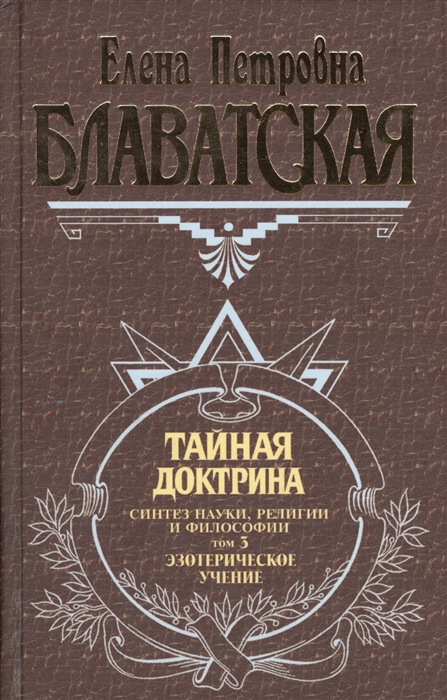 Елена Петровна
БЛАВАТСКАЯ
ТАЙНАЯ
ДОКТРИНА
СИНТЕЗ НАУКИ, РЕЛИГИИ
И ФИЛОСОФИИ
ТОМ 3
ЭЗОТЕРИЧЕСКОЕ
УЧЕНИЕ